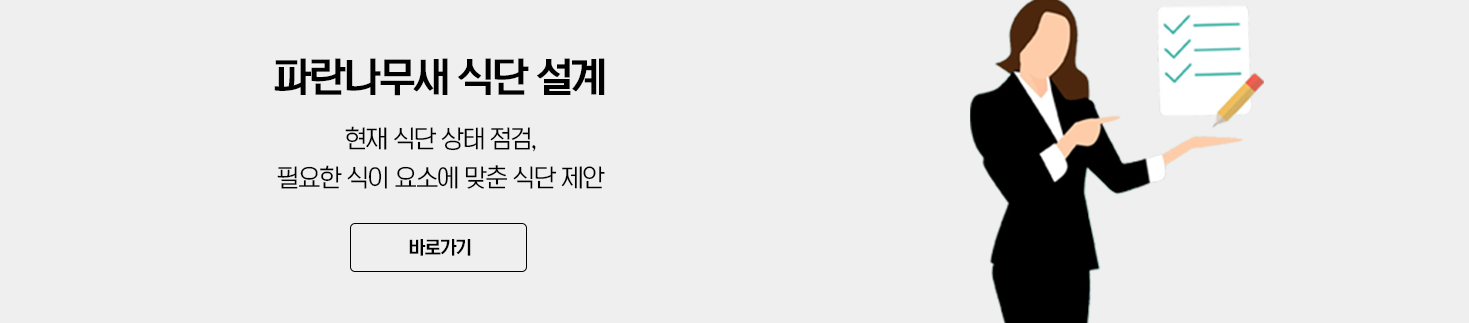 파란나무새 식단 설계
현재 식단 상태 점검,
필요한 식이 요소에 맞춘 식단 제안
바로가기